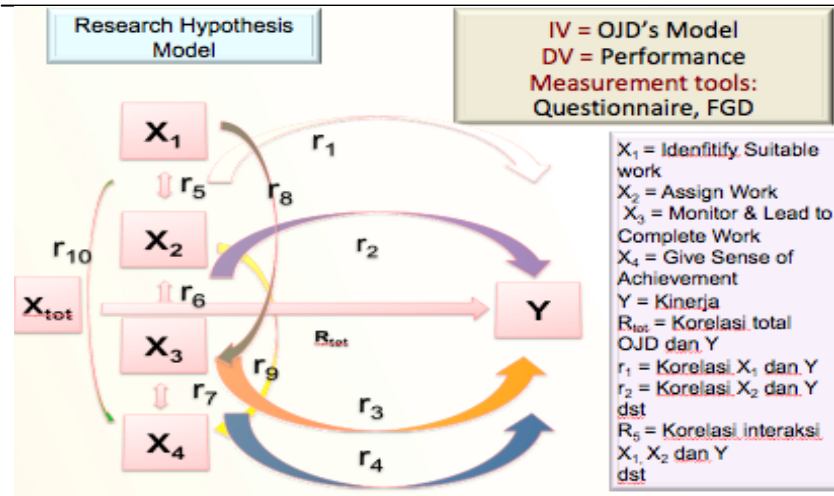 Research Hypothesis
Model
IV = OJD's Model
DV = Performance
Measurement tools:
Questionnaire, FGD
X1
r1
r5
r8
X2
r10
r2
r6
Xtot
Y
Rtot
X3
r9
r7
r3
X4
r4
X1 = Idenfitify Suitable
work
X2 = Assign Work
X3 = Monitor & Lead to
Complete Work
X4 = Give Sense of
Achievement
Y = Kinerja
Rtot = Korelasi total
OJD dan Y
r1 = Korelasi X1 dan Y
r2 = Korelasi X2 dan Y
dst
R5 = Korelasi interaksi
X1, X2 dan Y
dst